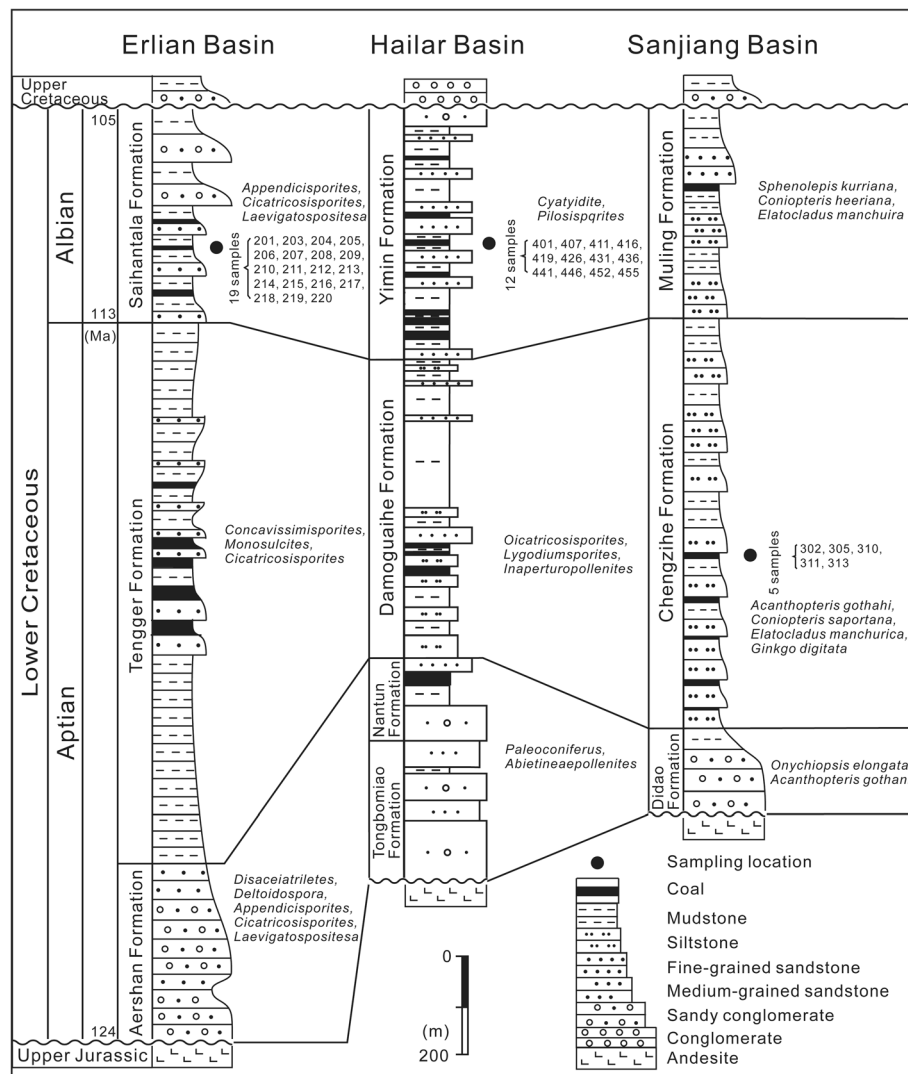 Erlian Basin
Hailar Basin
Sanjiang Basin
Upper
Cretaceous
Lower Cretaceous
Albian
Aptian
105
113
(Ma)
124
Saihantala Formation
Appendicisporites,
Cicatricosisporites,
Laevigatospositesa
19 samples
201, 203, 204, 205,
206, 207, 208, 209,
210, 211, 212, 213,
214, 215, 216, 217,
218, 219, 220
Tengger Formation
Concavissimisporites,
Monosulcites,
Cicatricosisporites
Aershan Formation
Disaceiatriletes,
Deltoidospora,
Appendicisporites,
Cicatricosisporites,
Laevigatospositesa
Upper Jurassic
Yimin Formation
Cyatyidite,
Pilosispqrites
12 samples
401, 407, 411, 416,
419, 426, 431, 436,
441, 446, 452, 455
Damoguaihe Formation
Oicatricosisporites,
Lygodiumsporites,
Inaperturopollenites
Nantun
Formation
Tongbomiao
Formation
Paleoconiferus,
Abietineaepollenites
Muling Formation
Sphenolepis kurriana,
Coniopteris heeriana,
Elatocladus manchuira
Chengzihe Formation
5 samples
302, 305, 310,
311, 313
Acanthopteris gothahi,
Coniopteris saportana,
Elatocladus manchurica,
Ginkgo digitata
Didao
Formation
Onychiopsis elongata
Acanthopteris gothan
0
(m)
200
Sampling location
Coal
Mudstone
Siltstone
Fine-grained sandstone
Medium-grained sandstone
Sandy conglomerate
Conglomerate
Andesite